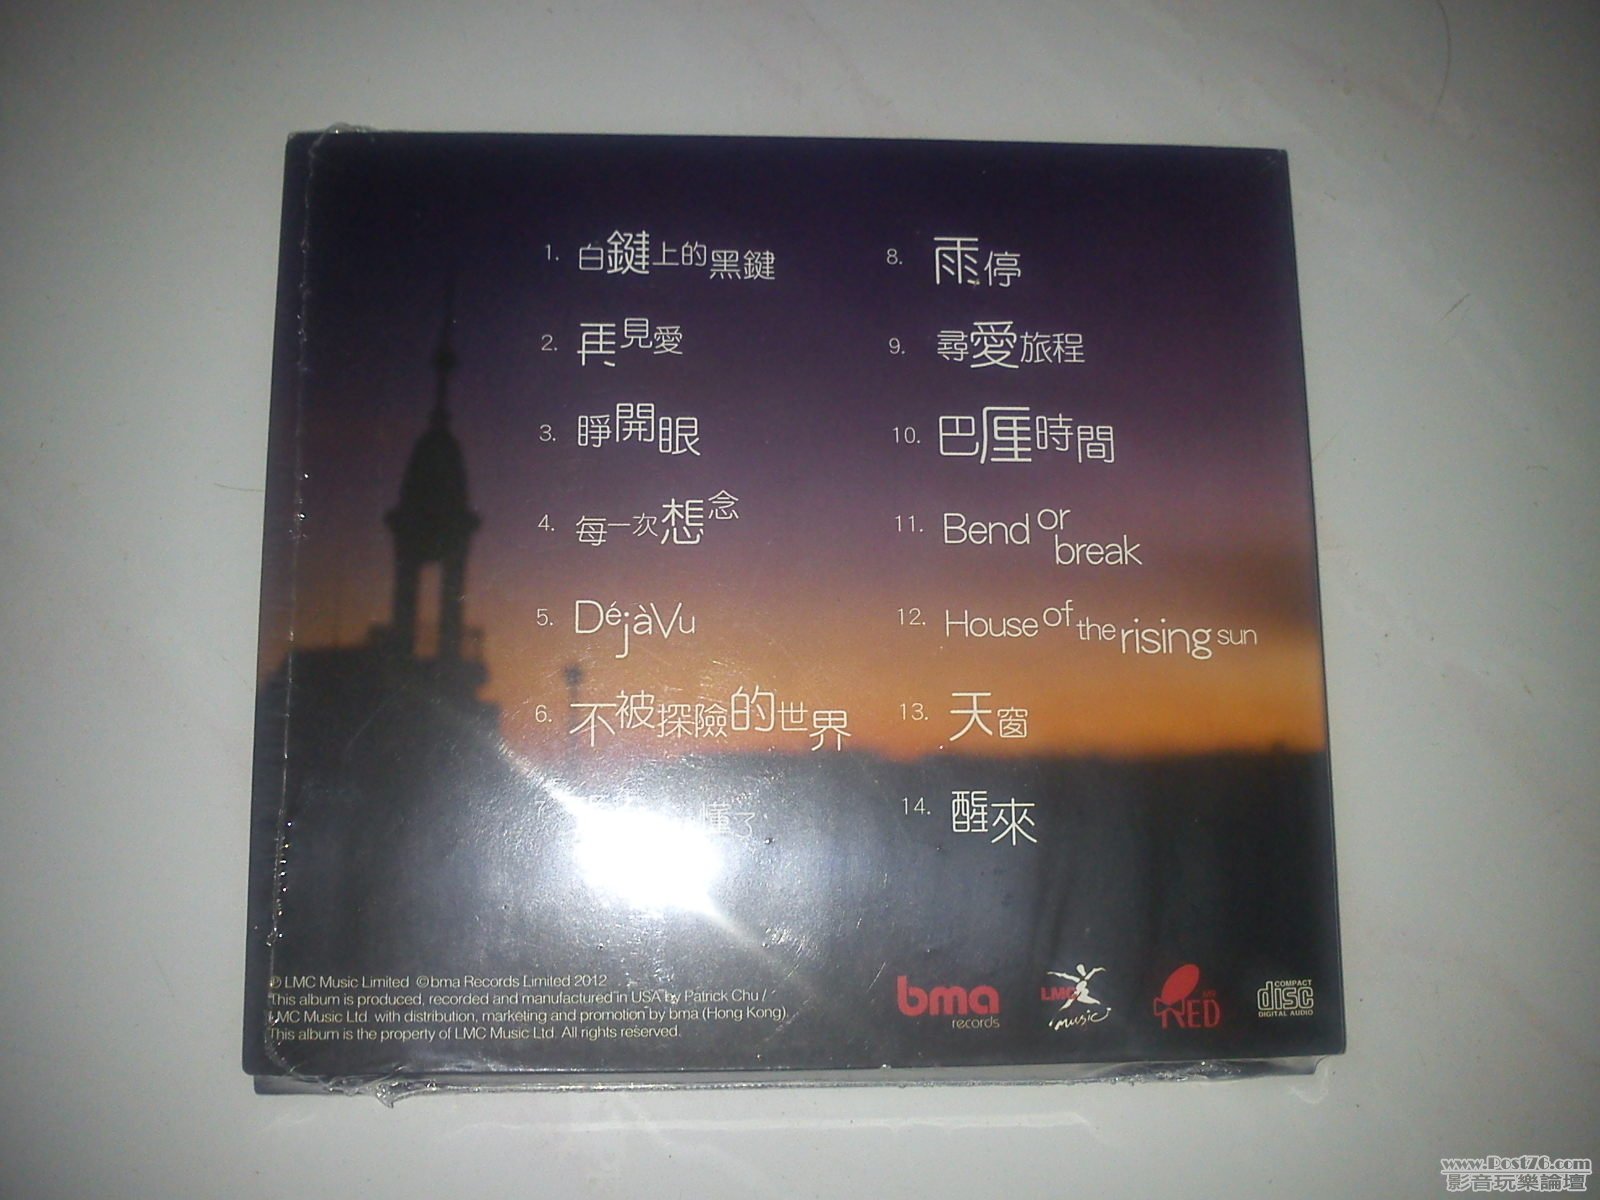 1. 白鍵上的黑鍵
2. 再見愛
3. 睜開眼
4. 每一次想念
5. DéjàVu
6. 不被探險的世界
7. 懂了
8. 雨停
9. 尋愛旅程
10. 巴厘時間
11. Bend or break
12. House of the rising sun
13. 天窗
14. 醒來
℗ LMC Music Limited ©bma Records Limited 2012
This album is produced, recorded and manufactured in USA by Patrick Chu /
LMC Music Ltd. with distribution, marketing and promotion by bma (Hong Kong).
This album is the property of LMC Music Ltd. All rights reserved.
bma
records
LMC
music
RED
COMPACT
disc
DIGITAL AUDIO
www.Post76.com
影音玩樂論壇